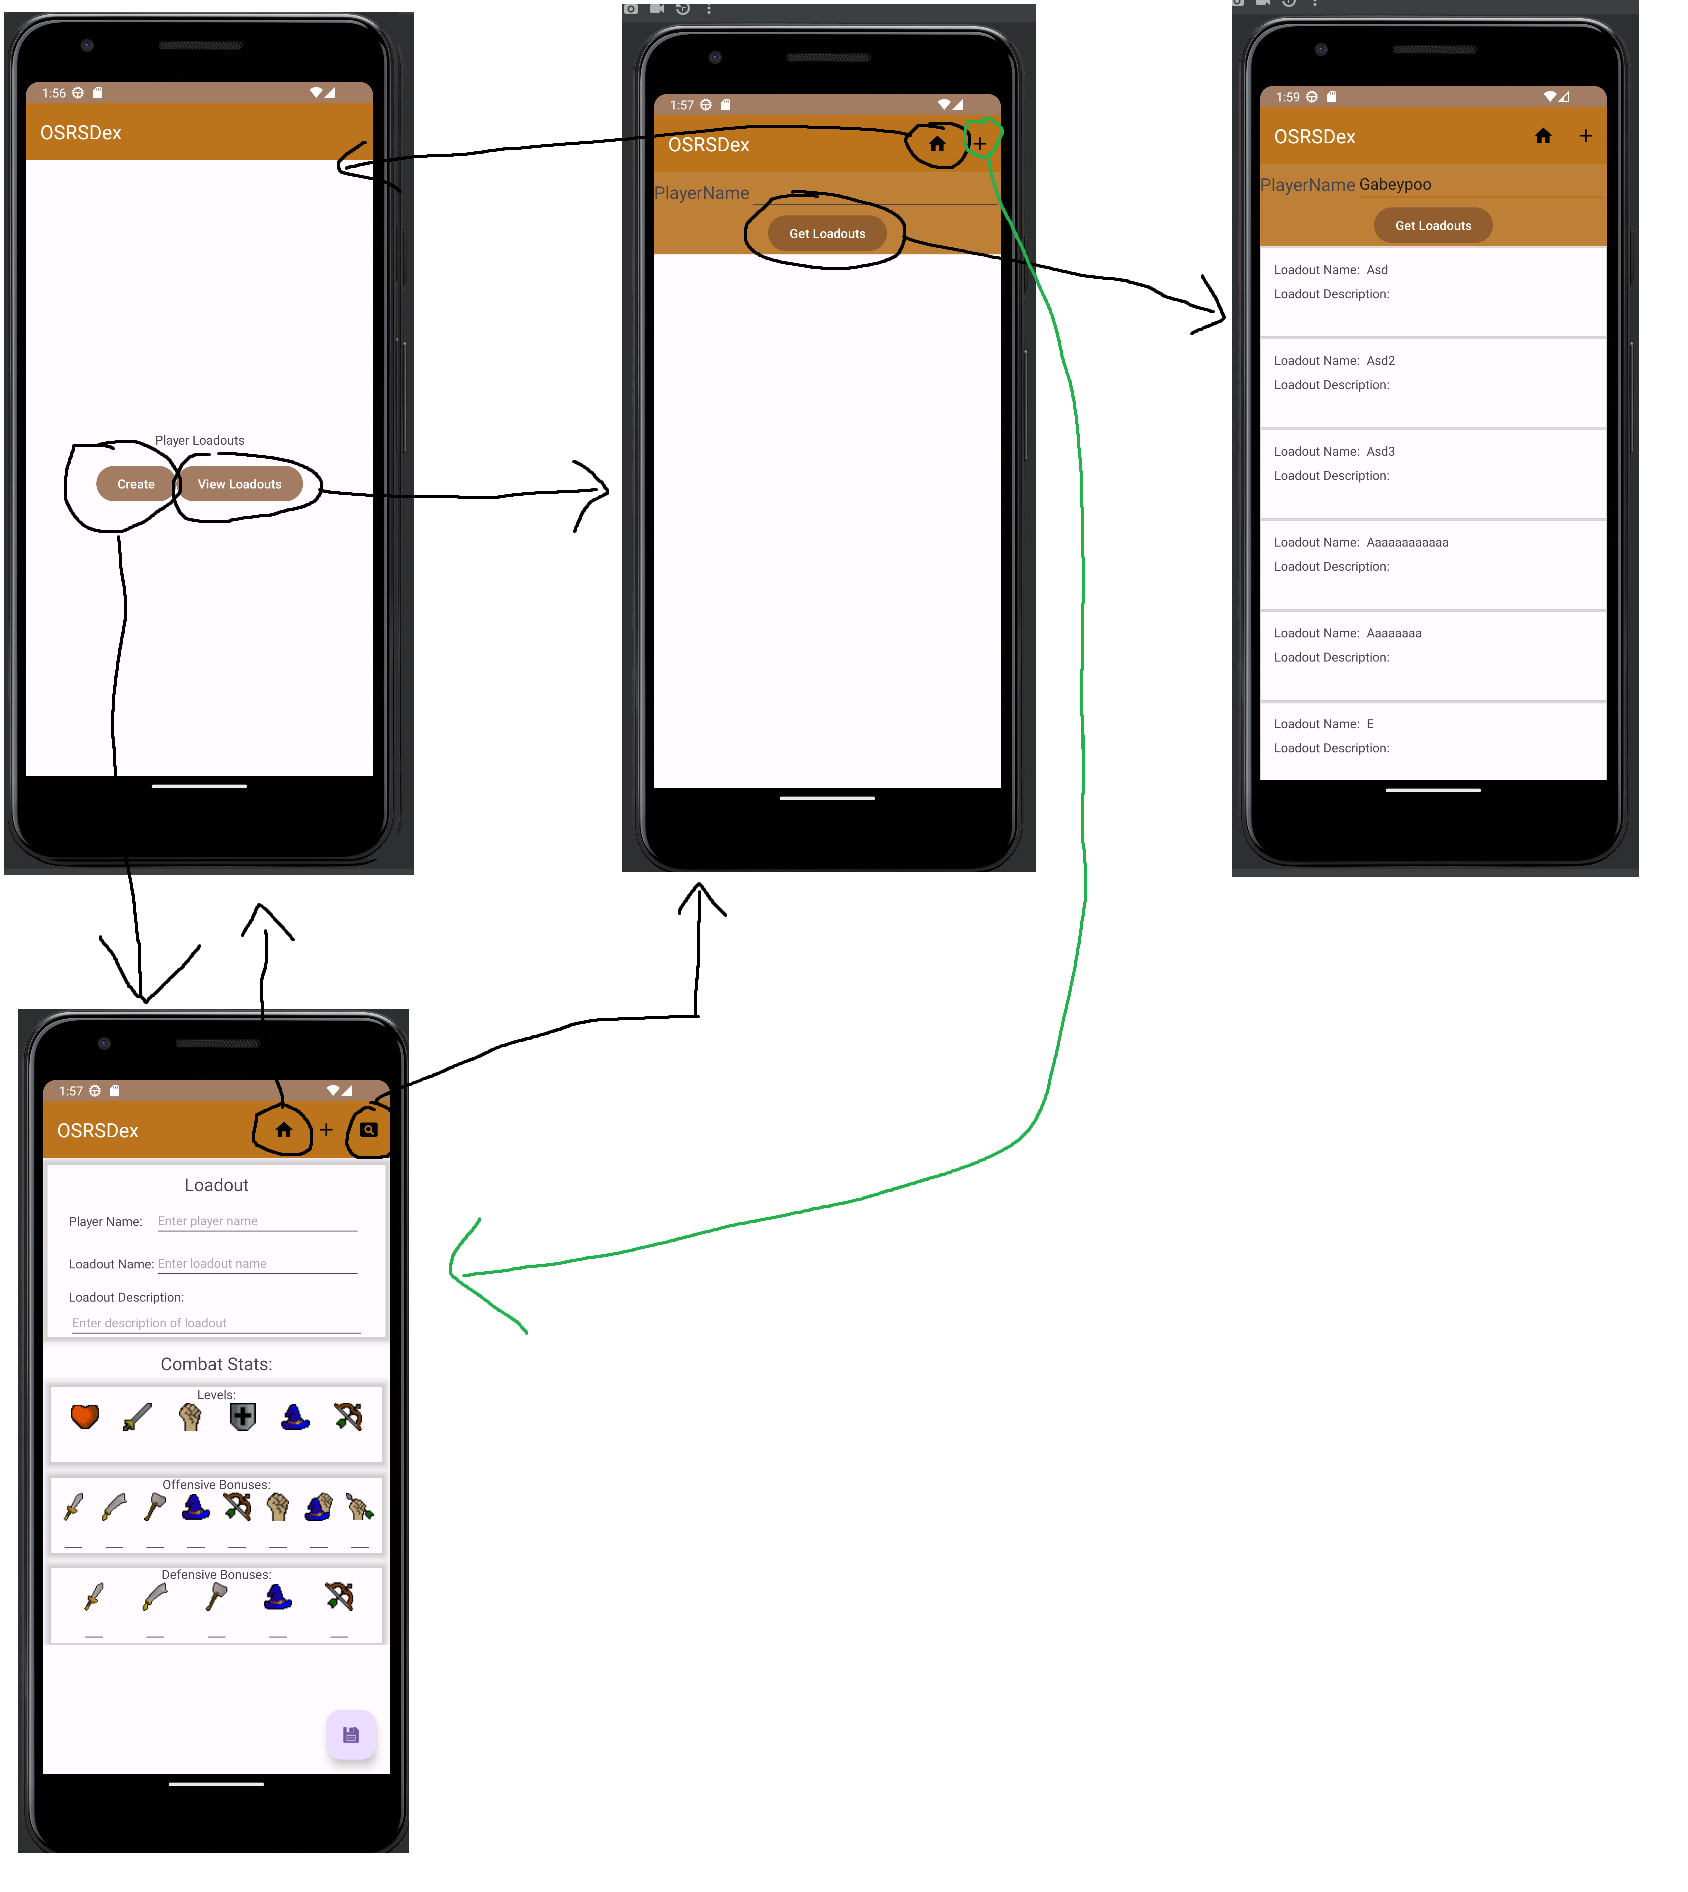 1:56
OSRSDex
Player Loadouts
Create View Loadouts
1:57
OSRSDex
PlayerName
Get Loadouts
1:59
OSRSDex
PlayerName Gabeypoo
Get Loadouts
Loadout Name: Asd
Loadout Description:
Loadout Name: Asd2
Loadout Description:
Loadout Name: Asd3
Loadout Description:
Loadout Name: Aaaaaaaaaaaa
Loadout Description:
Loadout Name: Aaaaaaaa
Loadout Description:
Loadout Name: E
Loadout Description:
1:57
OSRSDex
Loadout
Player Name: Enter player name
Loadout Name: Enter loadout name
Loadout Description:
Enter description of loadout
Combat Stats:
Levels:
Offensive Bonuses:
Defensive Bonuses: